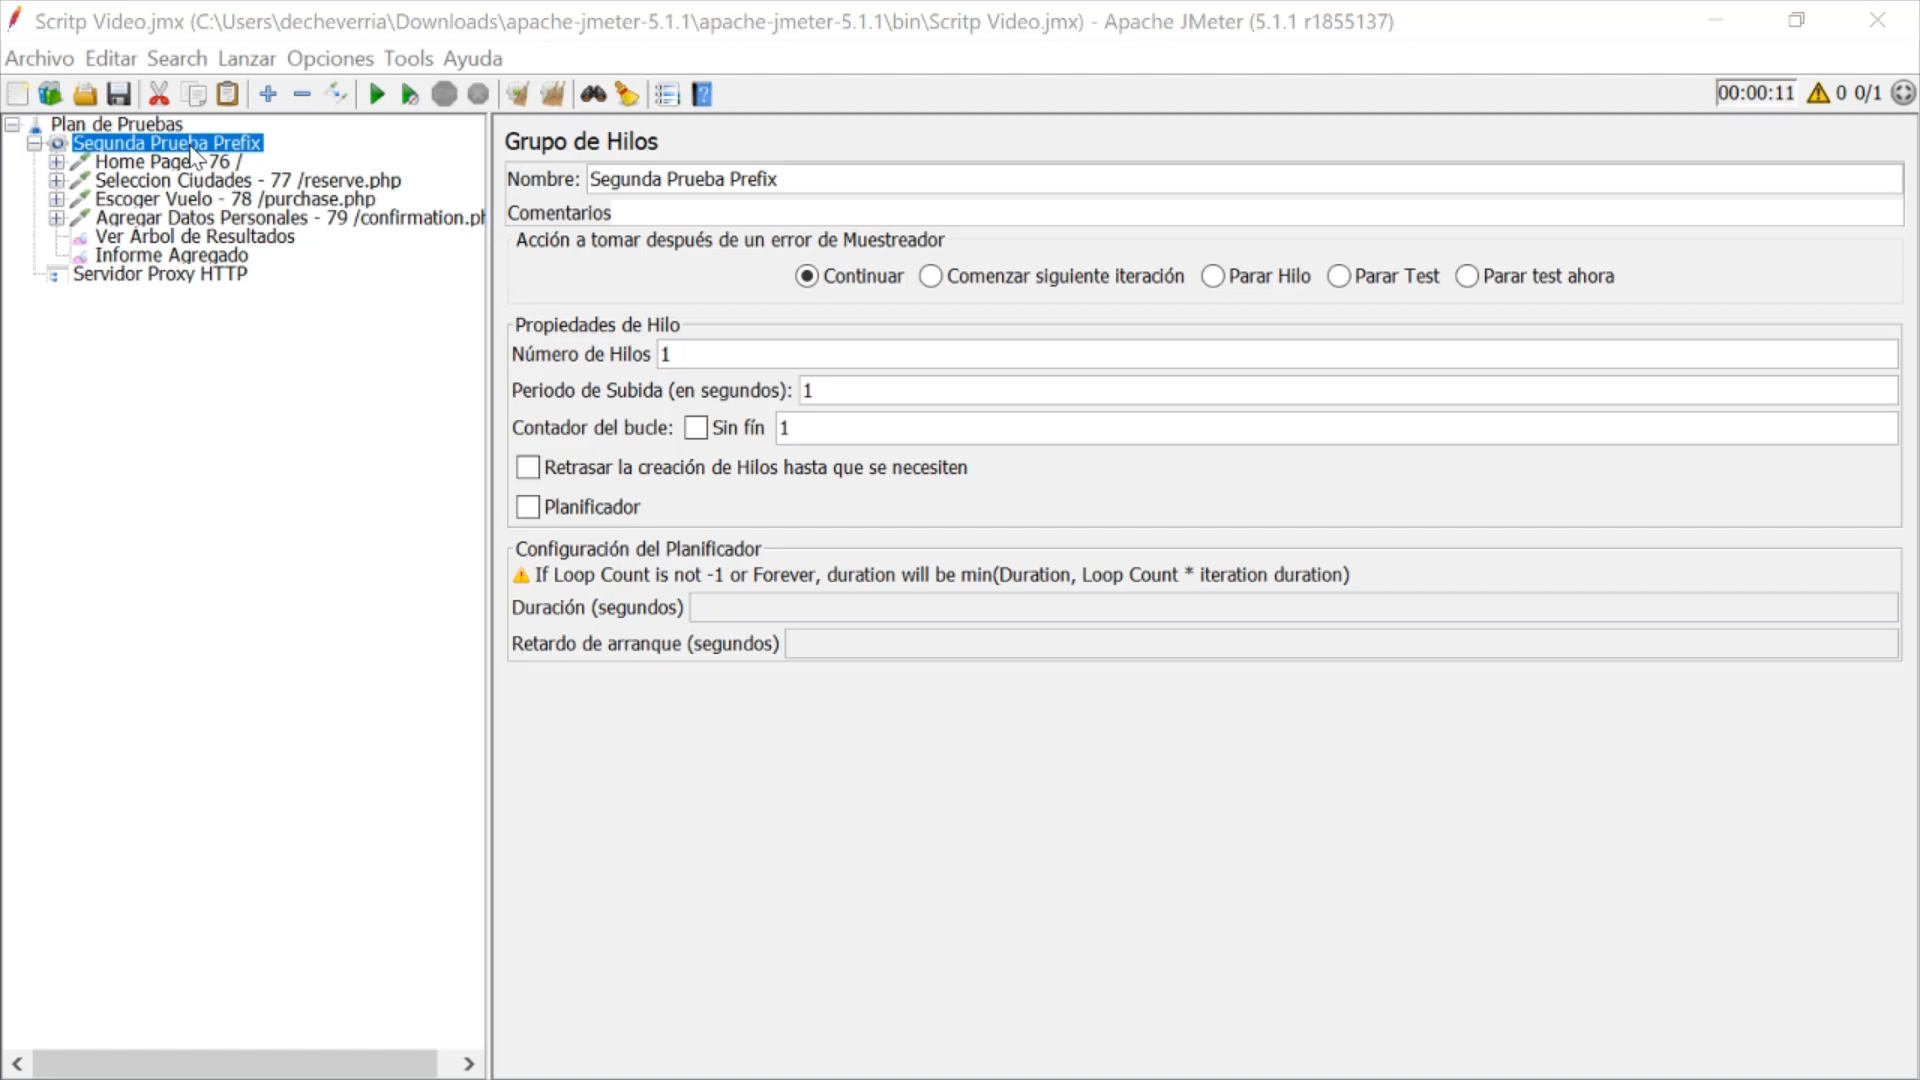 Scritp Video.jmx (C:\Users\decheverria\Downloads\apache-jmeter-5.1.1\apache-jmeter-5.1.1\bin\Scritp Video.jmx) - Apache JMeter (5.1.1 r1855137)
Archivo Editar Search Lanzar Opciones Tools Ayuda
00:00:11 0 0/1
Plan de Pruebas
Segunda Prueba Prefix
Home Page - 76 /
Seleccion Ciudades - 77 /reserve.php
Escoger Vuelo - 78 /purchase.php
Agregar Datos Personales - 79 /confirmation.ph
Ver Árbol de Resultados
Informe Agregado
Servidor Proxy HTTP
Grupo de Hilos
Nombre: Segunda Prueba Prefix
Comentarios
Acción a tomar después de un error de Muestreador
Continuar Comenzar siguiente iteración Parar Hilo Parar Test Parar test ahora
Propiedades de Hilo
Número de Hilos 1
Periodo de Subida (en segundos): 1
Contador del bucle: Sin fín 1
Retrasar la creación de Hilos hasta que se necesiten
Planificador
Configuración del Planificador
If Loop Count is not -1 or Forever, duration will be min(Duration, Loop Count * iteration duration)
Duración (segundos)
Retardo de arranque (segundos)